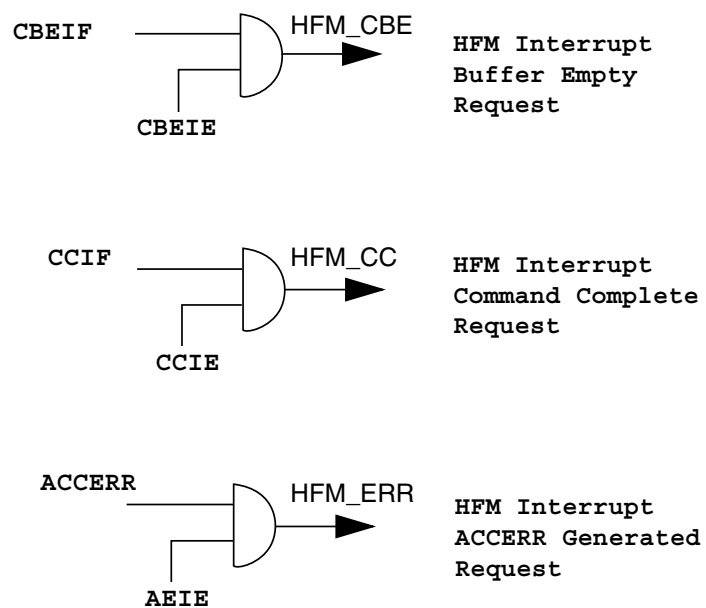 CBEIF
HFM_CBE
HFM Interrupt
Buffer Empty
Request
CBEIE
CCIF
HFM_CC
HFM Interrupt
Command Complete
Request
CCIE
ACCERR
HFM_ERR
HFM Interrupt
ACCERR Generated
Request
AEIE